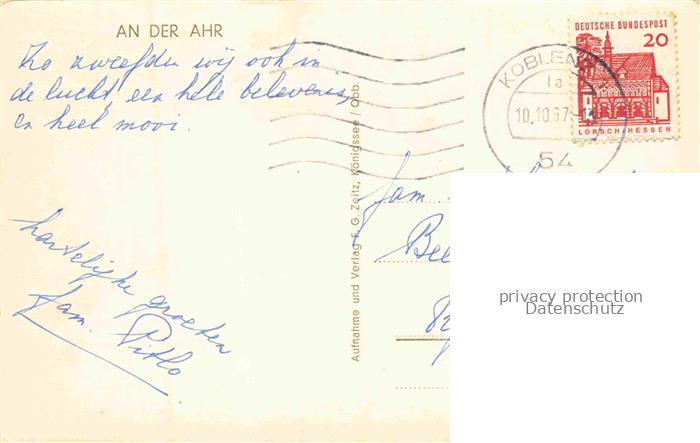 AN DER AHR
Zo zweefden wij ook in
de lucht, een hele belevenis,
en heel mooi.
hartelijke groeten
fam. Pitlo
Aufnahme und Verlag F. G. Zeitz, Königssee / Obb.
DEUTSCHE BUNDESPOST
20
LORSCH/HESSEN
KOBLENZ
1a
10.10.67
54
fam
privacy protection
Datenschutz